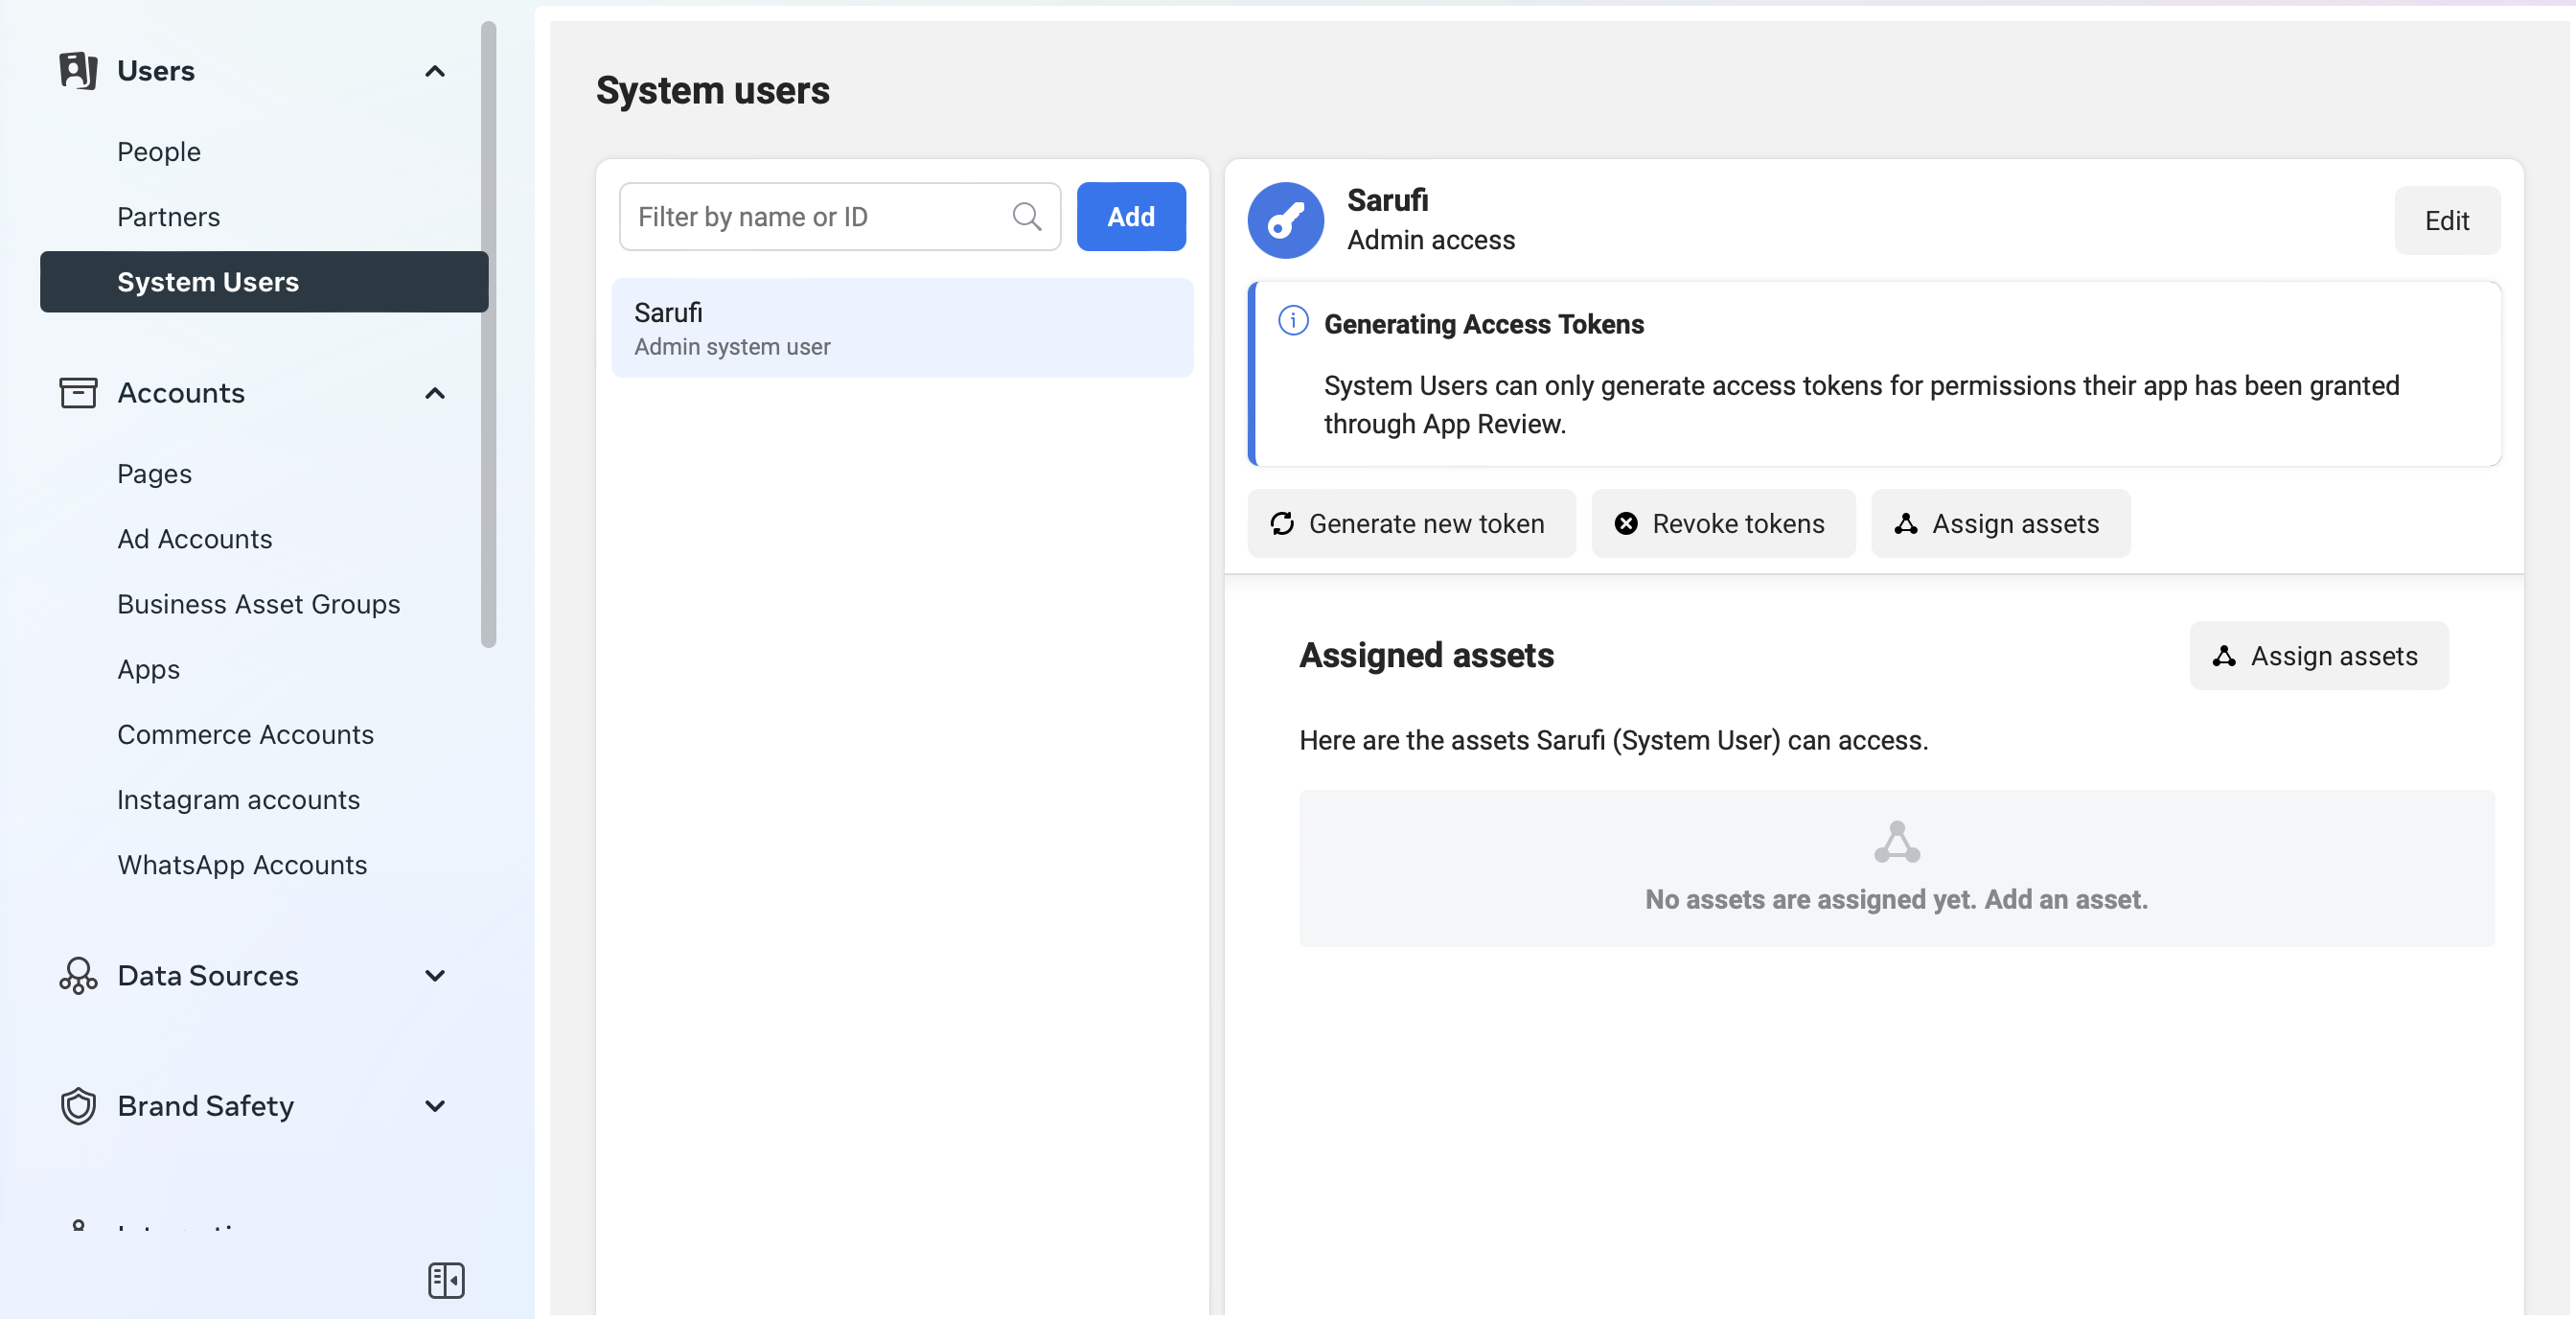 Users
People
Partners
System Users
Accounts
Pages
Ad Accounts
Business Asset Groups
Apps
Commerce Accounts
Instagram accounts
WhatsApp Accounts
Data Sources
Brand Safety
System users
Filter by name or ID
Add
Sarufi
Admin system user
Sarufi
Admin access
Edit
Generating Access Tokens
System Users can only generate access tokens for permissions their app has been granted
through App Review.
Generate new token
Revoke tokens
Assign assets
Assigned assets
Assign assets
Here are the assets Sarufi (System User) can access.
No assets are assigned yet. Add an asset.